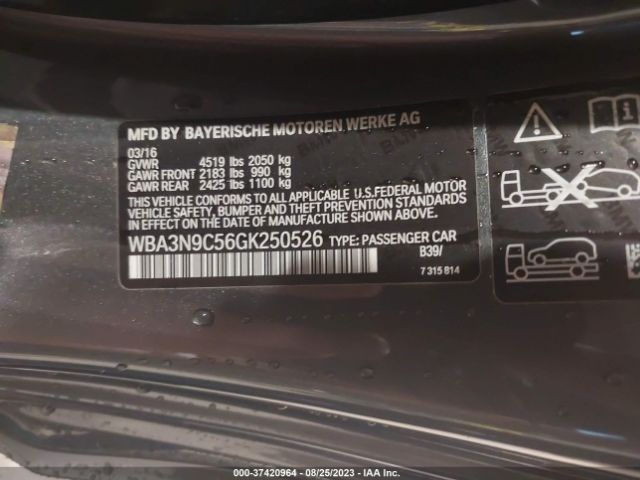 MFD BY BAYERISCHE MOTOREN WERKE AG
03/16
GVWR 4519 lbs 2050 kg
GAWR FRONT 2183 lbs 990 kg
GAWR REAR 2425 lbs 1100 kg
THIS VEHICLE CONFORMS TO ALL APPLICABLE U.S.FEDERAL MOTOR
VEHICLE SAFETY, BUMPER AND THEFT PREVENTION STANDARDS
IN EFFECT ON THE DATE OF MANUFACTURE SHOWN ABOVE.
WBA3N9C56GK250526 TYPE: PASSENGER CAR
B39/
7 315 814
000-37420964 - 08/25/2023 - IAA Inc.